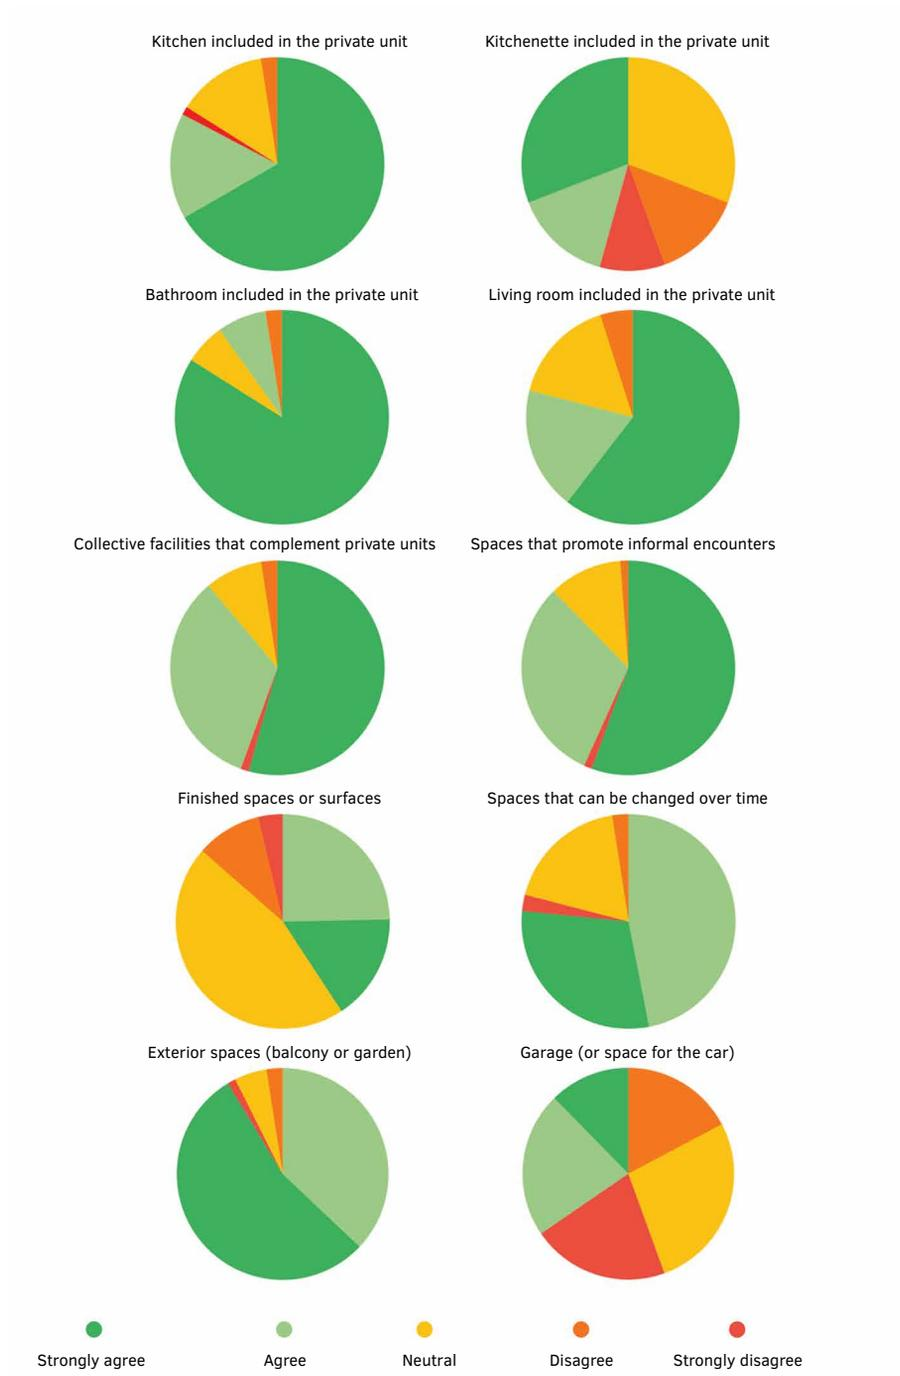 Kitchen included in the private unit
Kitchenette included in the private unit
Bathroom included in the private unit
Living room included in the private unit
Collective facilities that complement private units
Spaces that promote informal encounters
Finished spaces or surfaces
Spaces that can be changed over time
Exterior spaces (balcony or garden)
Garage (or space for the car)
Strongly agree
Agree
Neutral
Disagree
Strongly disagree